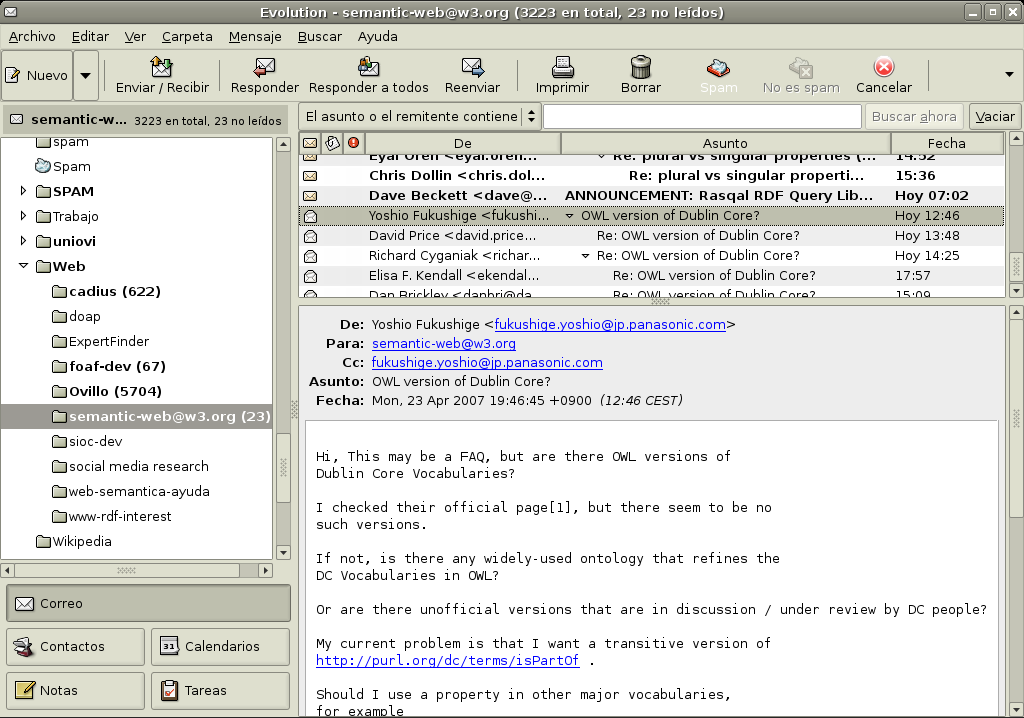 Evolution - semantic-web@w3.org (3223 en total, 23 no leídos)
Archivo Editar Ver Carpeta Mensaje Buscar Ayuda
Nuevo Enviar / Recibir Responder Responder a todos Reenviar Imprimir Borrar Spam No es spam Cancelar
semantic-w... 3223 en total, 23 no leídos
El asunto o el remitente contiene Buscar ahora Vaciar
spam
Spam
SPAM
Trabajo
uniovi
Web
cadius (622)
doap
ExpertFinder
foaf-dev (67)
Ovillo (5704)
semantic-web@w3.org (23)
sioc-dev
social media research
web-semantica-ayuda
www-rdf-interest
Wikipedia
Correo
Contactos Calendarios
31
Notas Tareas
De Asunto Fecha
Eyal Oren <eyal.oren... Re: plural vs singular properties (... 14:52
Chris Dollin <chris.dol... Re: plural vs singular properti... 15:36
Dave Beckett <dave@... ANNOUNCEMENT: Rasqal RDF Query Lib... Hoy 07:02
Yoshio Fukushige <fukushi... OWL version of Dublin Core? Hoy 12:46
David Price <david.price... Re: OWL version of Dublin Core? Hoy 13:48
Richard Cyganiak <richar... Re: OWL version of Dublin Core? Hoy 14:25
Elisa F. Kendall <ekendal... Re: OWL version of Dublin Core? 17:57
Dan Brickley <danbri@da... Re: OWL version of Dublin Core? 15:09
De: Yoshio Fukushige <fukushige.yoshio@jp.panasonic.com>
Para: semantic-web@w3.org
Cc: fukushige.yoshio@jp.panasonic.com
Asunto: OWL version of Dublin Core?
Fecha: Mon, 23 Apr 2007 19:46:45 +0900 (12:46 CEST)
Hi, This may be a FAQ, but are there OWL versions of
Dublin Core Vocabularies?
I checked their official page[1], but there seem to be no
such versions.
If not, is there any widely-used ontology that refines the
DC Vocabularies in OWL?
Or are there unofficial versions that are in discussion / under review by DC people?
My current problem is that I want a transitive version of
http://purl.org/dc/terms/isPartOf .
Should I use a property in other major vocabularies,
for example